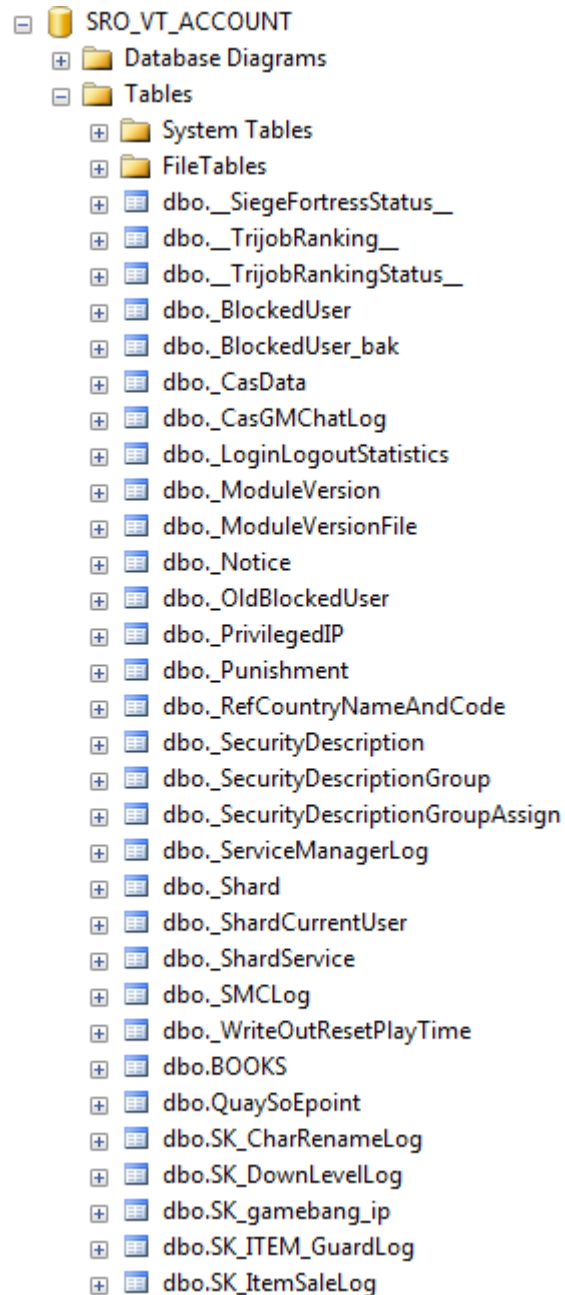 SRO_VT_ACCOUNT
Database Diagrams
Tables
System Tables
FileTables
dbo.__SiegeFortressStatus__
dbo.__TrijobRanking__
dbo.__TrijobRankingStatus__
dbo._BlockedUser
dbo._BlockedUser_bak
dbo._CasData
dbo._CasGMChatLog
dbo._LoginLogoutStatistics
dbo._ModuleVersion
dbo._ModuleVersionFile
dbo._Notice
dbo._OldBlockedUser
dbo._PrivilegedIP
dbo._Punishment
dbo._RefCountryNameAndCode
dbo._SecurityDescription
dbo._SecurityDescriptionGroup
dbo._SecurityDescriptionGroupAssign
dbo._ServiceManagerLog
dbo._Shard
dbo._ShardCurrentUser
dbo._ShardService
dbo._SMCLog
dbo._WriteOutResetPlayTime
dbo.BOOKS
dbo.QuaySoEpoint
dbo.SK_CharRenameLog
dbo.SK_DownLevelLog
dbo.SK_gamebang_ip
dbo.SK_ITEM_GuardLog
dbo.SK_ItemSaleLog